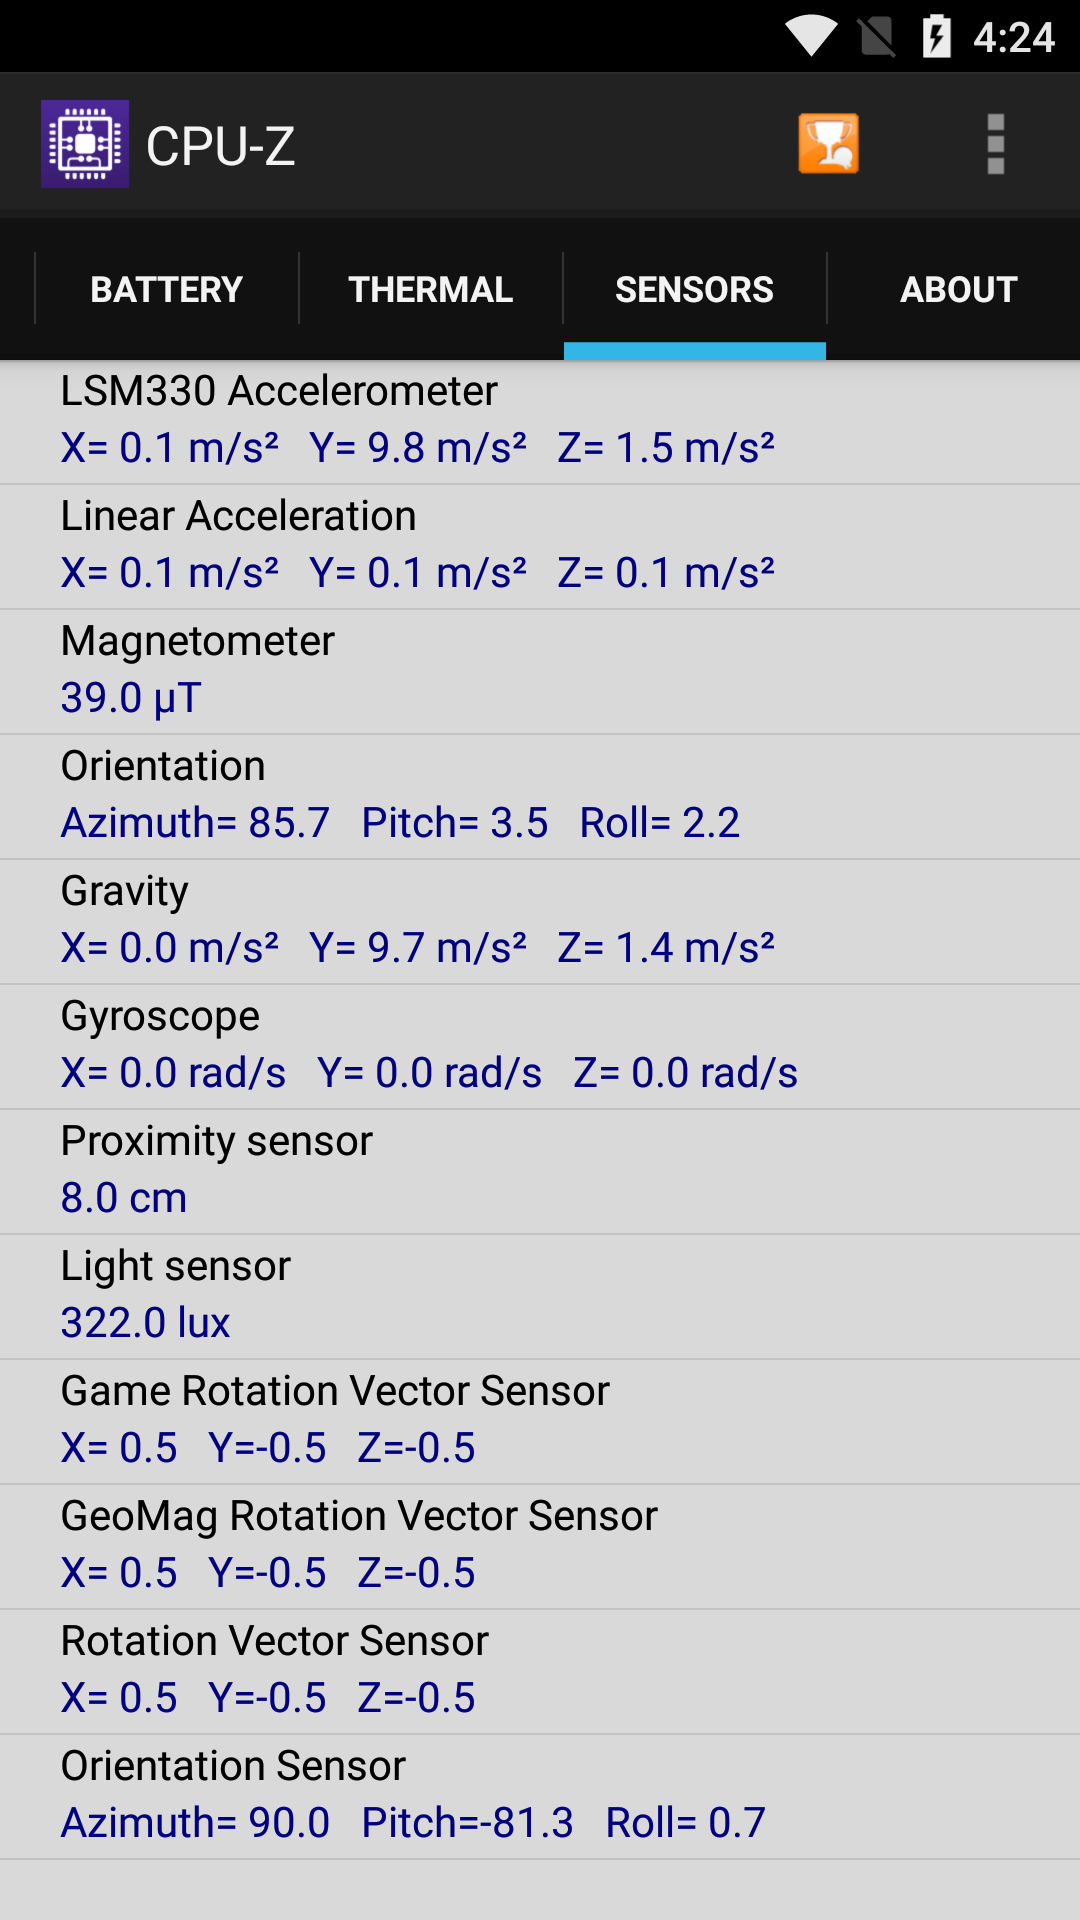 4:24
CPU-Z
BATTERY THERMAL SENSORS ABOUT
LSM330 Accelerometer
X= 0.1 m/s² Y= 9.8 m/s² Z= 1.5 m/s²
Linear Acceleration
X= 0.1 m/s² Y= 0.1 m/s² Z= 0.1 m/s²
Magnetometer
39.0 µT
Orientation
Azimuth= 85.7 Pitch= 3.5 Roll= 2.2
Gravity
X= 0.0 m/s² Y= 9.7 m/s² Z= 1.4 m/s²
Gyroscope
X= 0.0 rad/s Y= 0.0 rad/s Z= 0.0 rad/s
Proximity sensor
8.0 cm
Light sensor
322.0 lux
Game Rotation Vector Sensor
X= 0.5 Y=-0.5 Z=-0.5
GeoMag Rotation Vector Sensor
X= 0.5 Y=-0.5 Z=-0.5
Rotation Vector Sensor
X= 0.5 Y=-0.5 Z=-0.5
Orientation Sensor
Azimuth= 90.0 Pitch=-81.3 Roll= 0.7